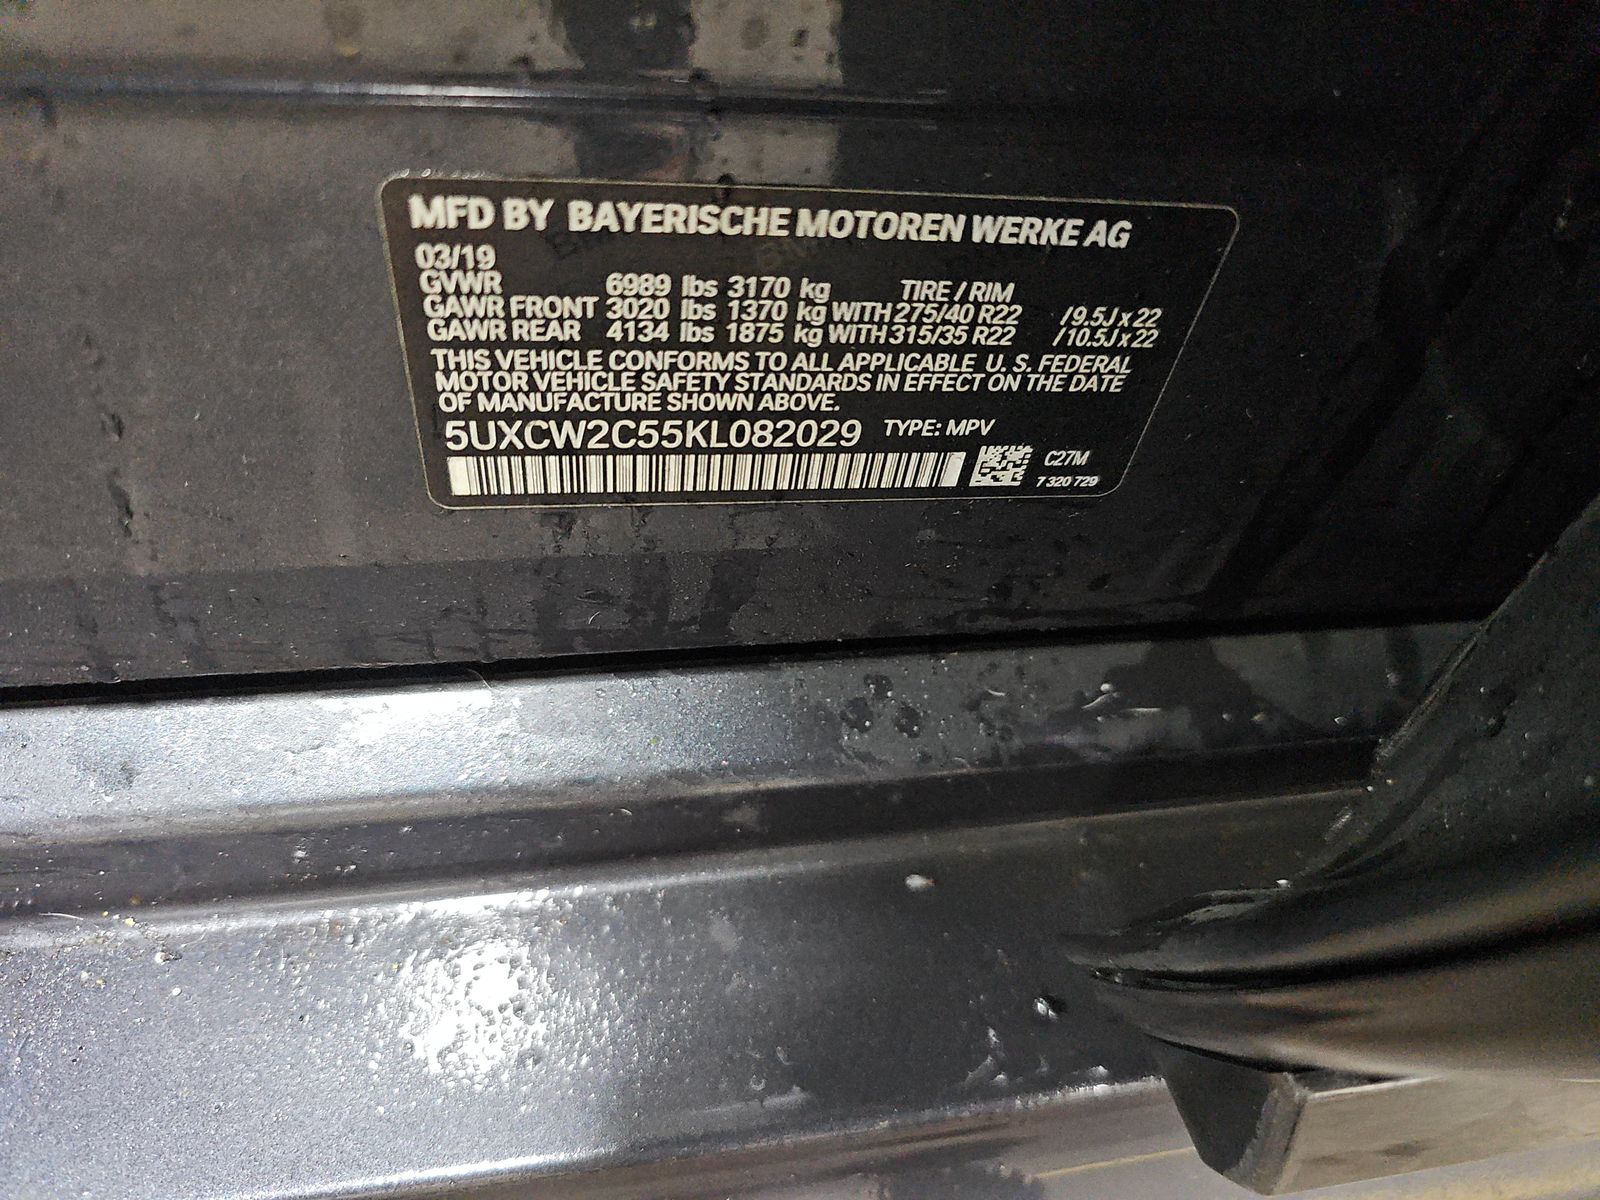 MFD BY BAYERISCHE MOTOREN WERKE AG
03/19
GVWR 6989 lbs 3170 kg TIRE / RIM
GAWR FRONT 3020 lbs 1370 kg WITH 275/40 R22 /9.5J x 22
GAWR REAR 4134 lbs 1875 kg WITH 315/35 R22 /10.5J x 22
THIS VEHICLE CONFORMS TO ALL APPLICABLE U. S. FEDERAL
MOTOR VEHICLE SAFETY STANDARDS IN EFFECT ON THE DATE
OF MANUFACTURE SHOWN ABOVE.
5UXCW2C55KL082029 TYPE: MPV
C27M
7 320 729